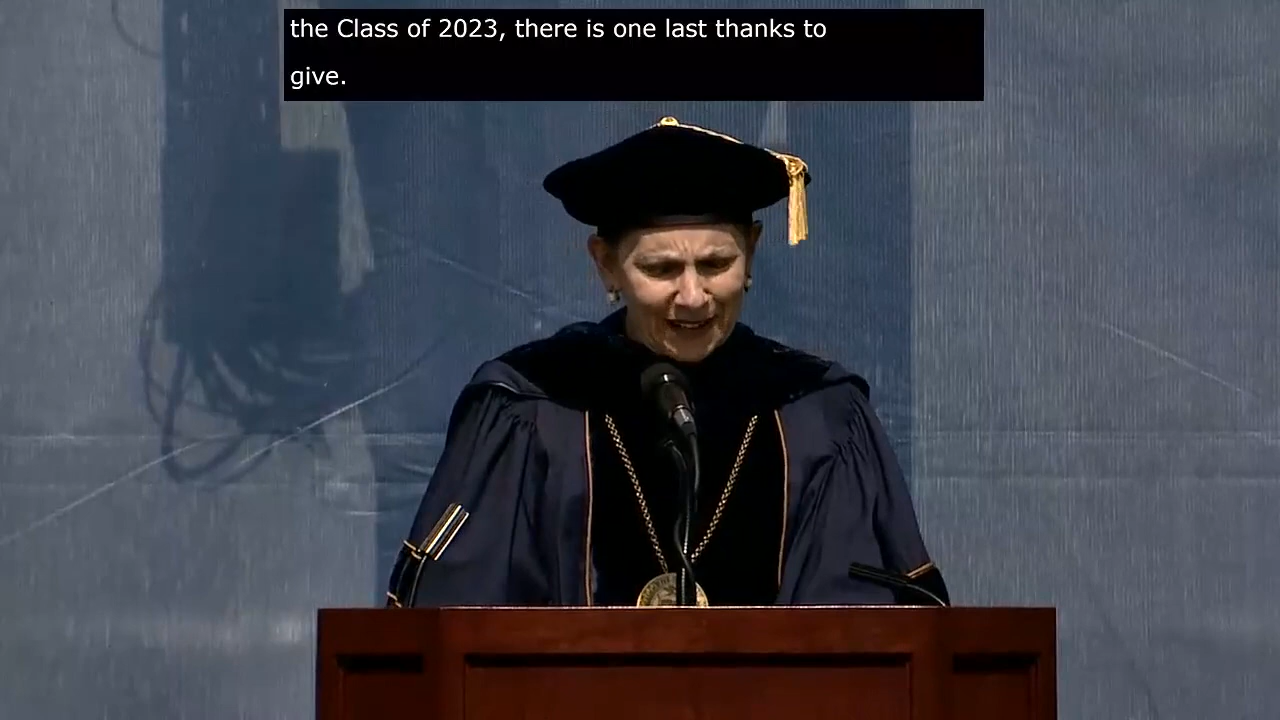 the Class of 2023, there is one last thanks to
give.